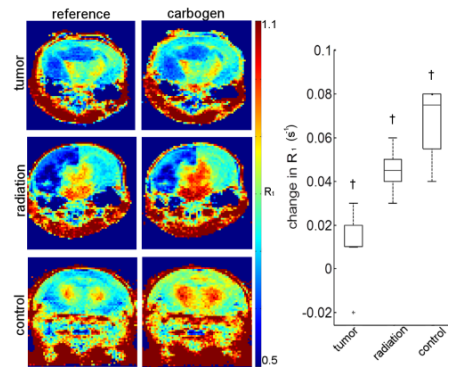 reference carbogen
tumor
radiation
control
1.1
R₁
0.5
change in R₁ (s¹)
0.1
0.08
0.06
0.04
0.02
0
-0.02
†
†
†
tumor
radiation
control